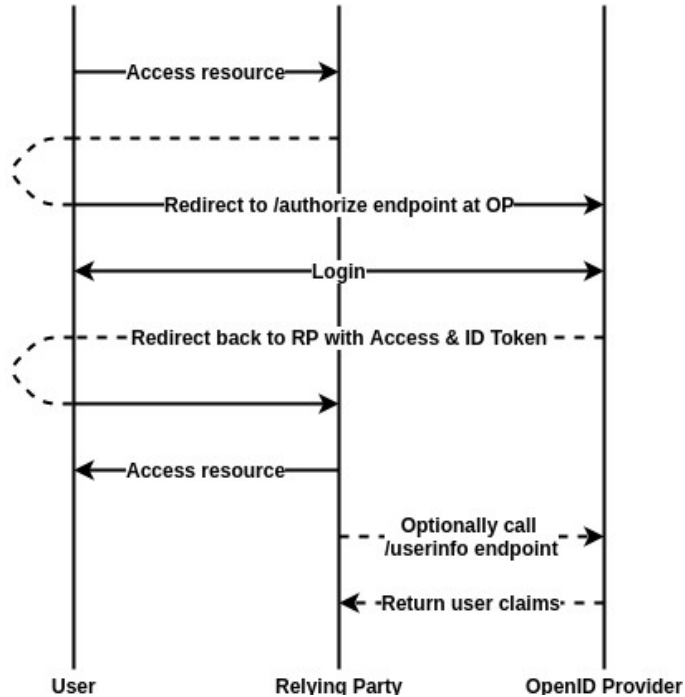 Access resource
Redirect to /authorize endpoint at OP
Login
Redirect back to RP with Access & ID Token
Access resource
Optionally call
/userinfo endpoint
Return user claims
User
Relying Party
OpenID Provider